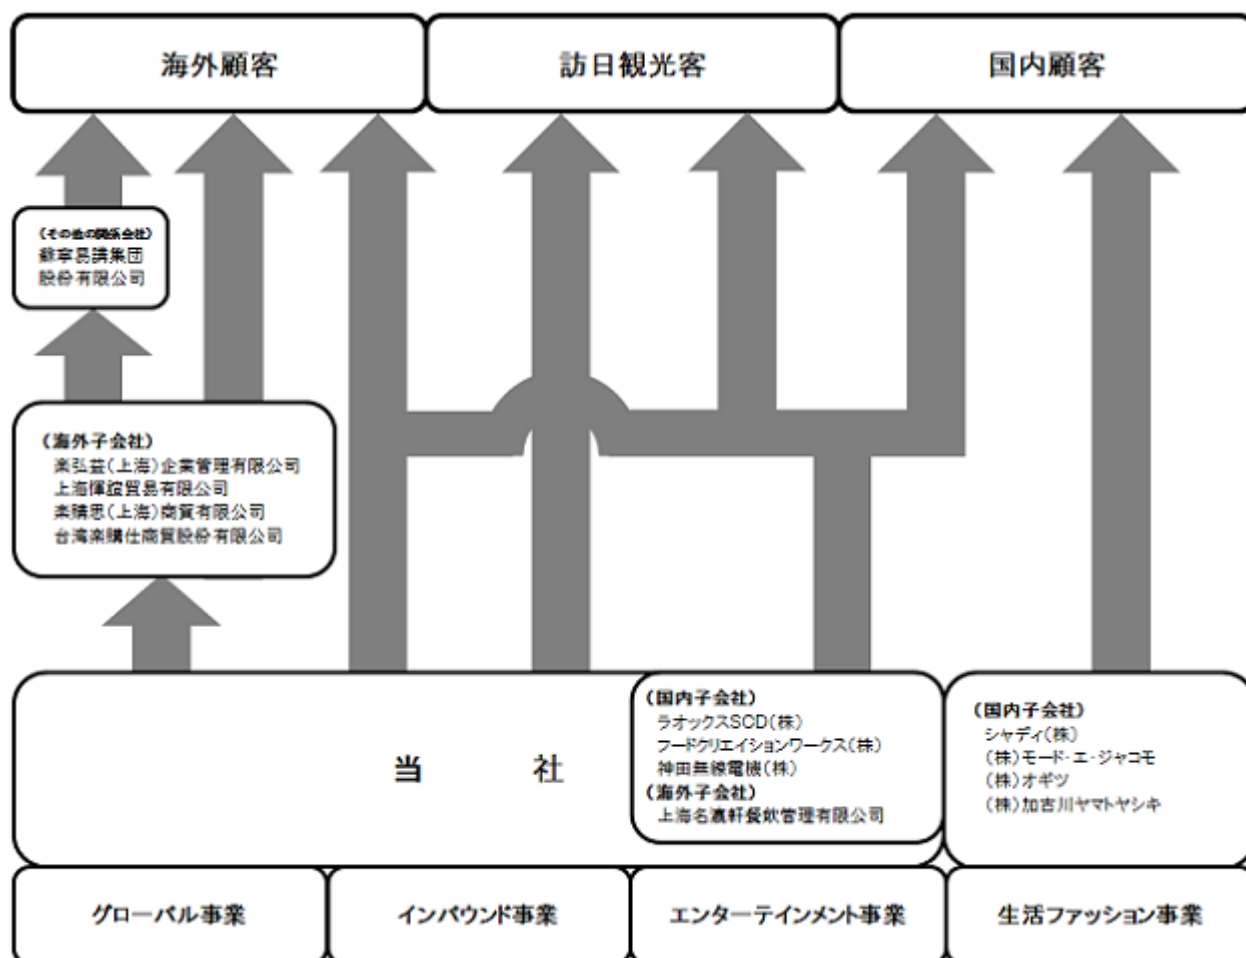 海外顧客
訪日観光客
国内顧客
(その他の関係会社)
蘇寧易購集団
股份有限公司
(海外子会社)
楽弘益(上海)企業管理有限公司
上海貿易有限公司
楽購思(上海)商貿有限公司
台湾楽購仕商貿股份有限公司
当 社
(国内子会社)
ラオックスSCD(株)
フードクリエイションワークス(株)
神田無線電機(株)
(海外子会社)
上海名軒餐飲管理有限公司
(国内子会社)
シャディ(株)
(株)モード・エ・ジャコモ
(株)オギツ
(株)加古川ヤマトヤシキ
グローバル事業
インバウンド事業
エンターテインメント事業
生活ファッション事業